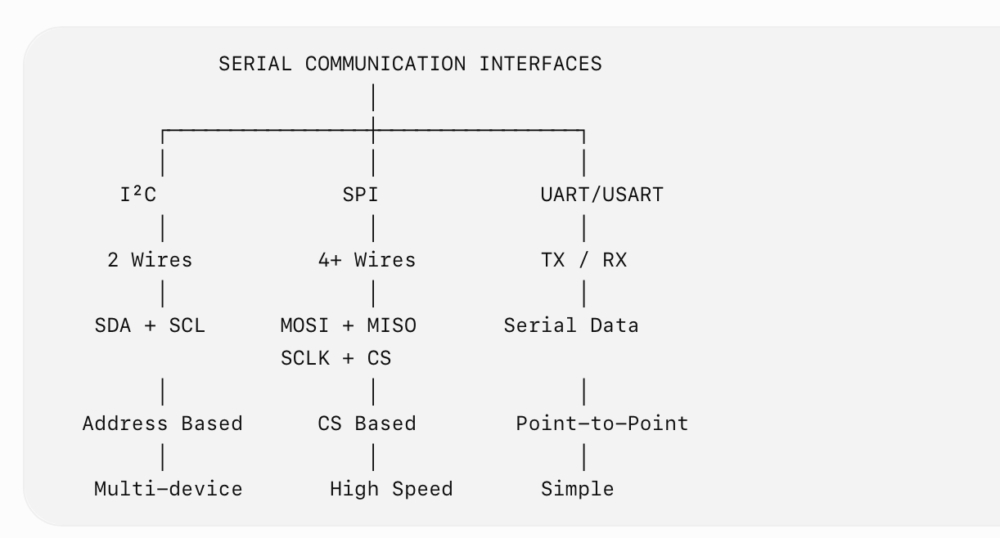 SERIAL COMMUNICATION INTERFACES
I²C SPI UART/USART
2 Wires 4+ Wires TX / RX
SDA + SCL MOSI + MISO Serial Data
SCLK + CS
Address Based CS Based Point-to-Point
Multi-device High Speed Simple